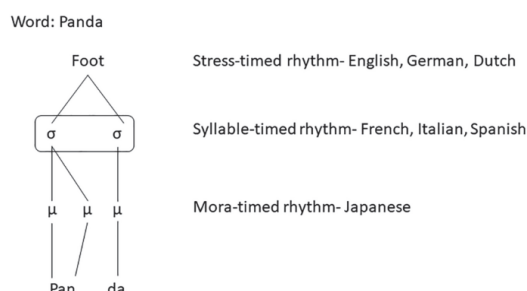 Word: Panda
Foot
Stress-timed rhythm- English, German, Dutch
σ σ
Syllable-timed rhythm- French, Italian, Spanish
μ μ μ
Mora-timed rhythm- Japanese
Pan da